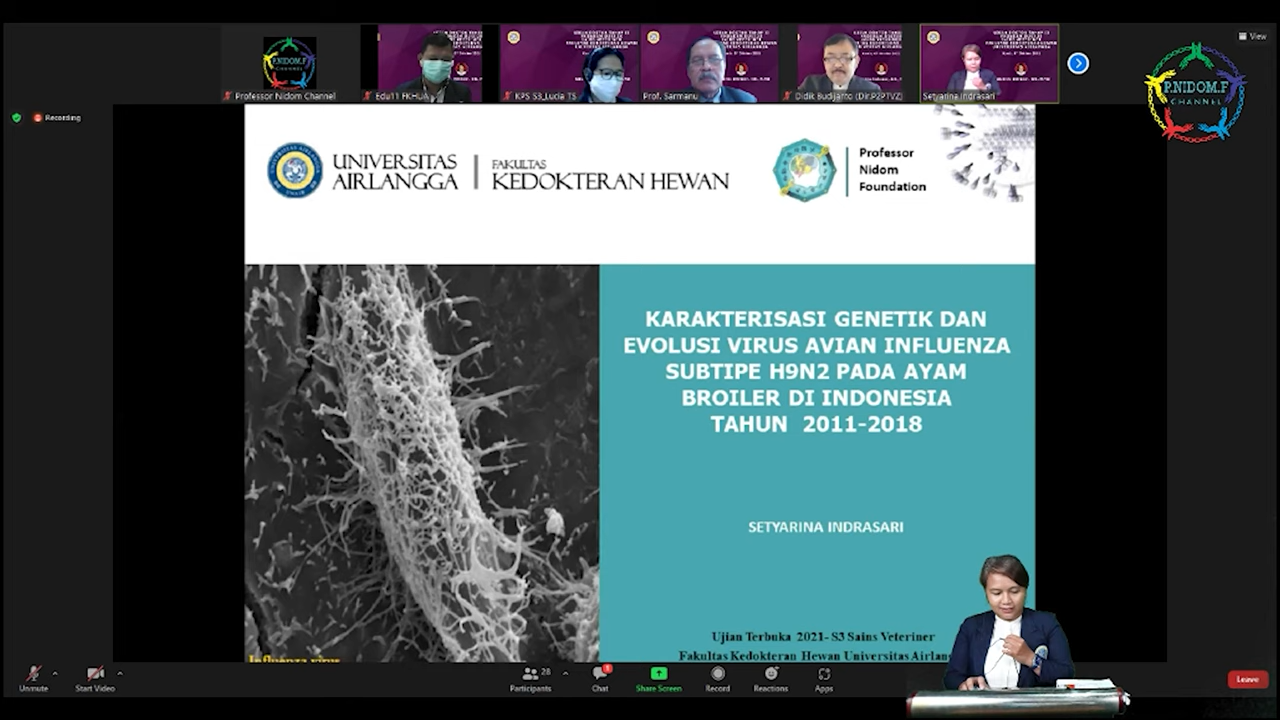 Professor Nidom Channel
Edu11 FKHUA
KPS S3_Lucia TS
Prof. Sarmanu
Didik Budijanto (Dir.P2PTVZ)
Setyarina Indrasari
View
P.NIDOM.F
CHANNEL
Recording
UNIVERSITAS
AIRLANGGA
FAKULTAS
KEDOKTERAN HEWAN
Professor
Nidom
Foundation
KARAKTERISASI GENETIK DAN
EVOLUSI VIRUS AVIAN INFLUENZA
SUBTIPE H9N2 PADA AYAM
BROILER DI INDONESIA
TAHUN 2011-2018
SETYARINA INDRASARI
Ujian Terbuka 2021- S3 Sains Veteriner
Fakultas Kedokteran Hewan Universitas Airlang
Influenza virus
Unmute
Start Video
Participants
28
Chat
Share Screen
Record
Reactions
Apps
Leave